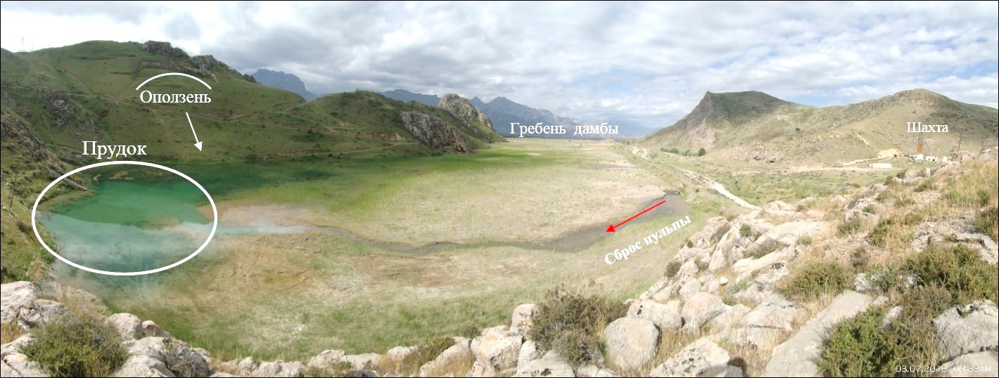 Оползень
Прудок
Гребень дамбы
Шахта
Сброс пульпы
03.07.2018 09:33AM